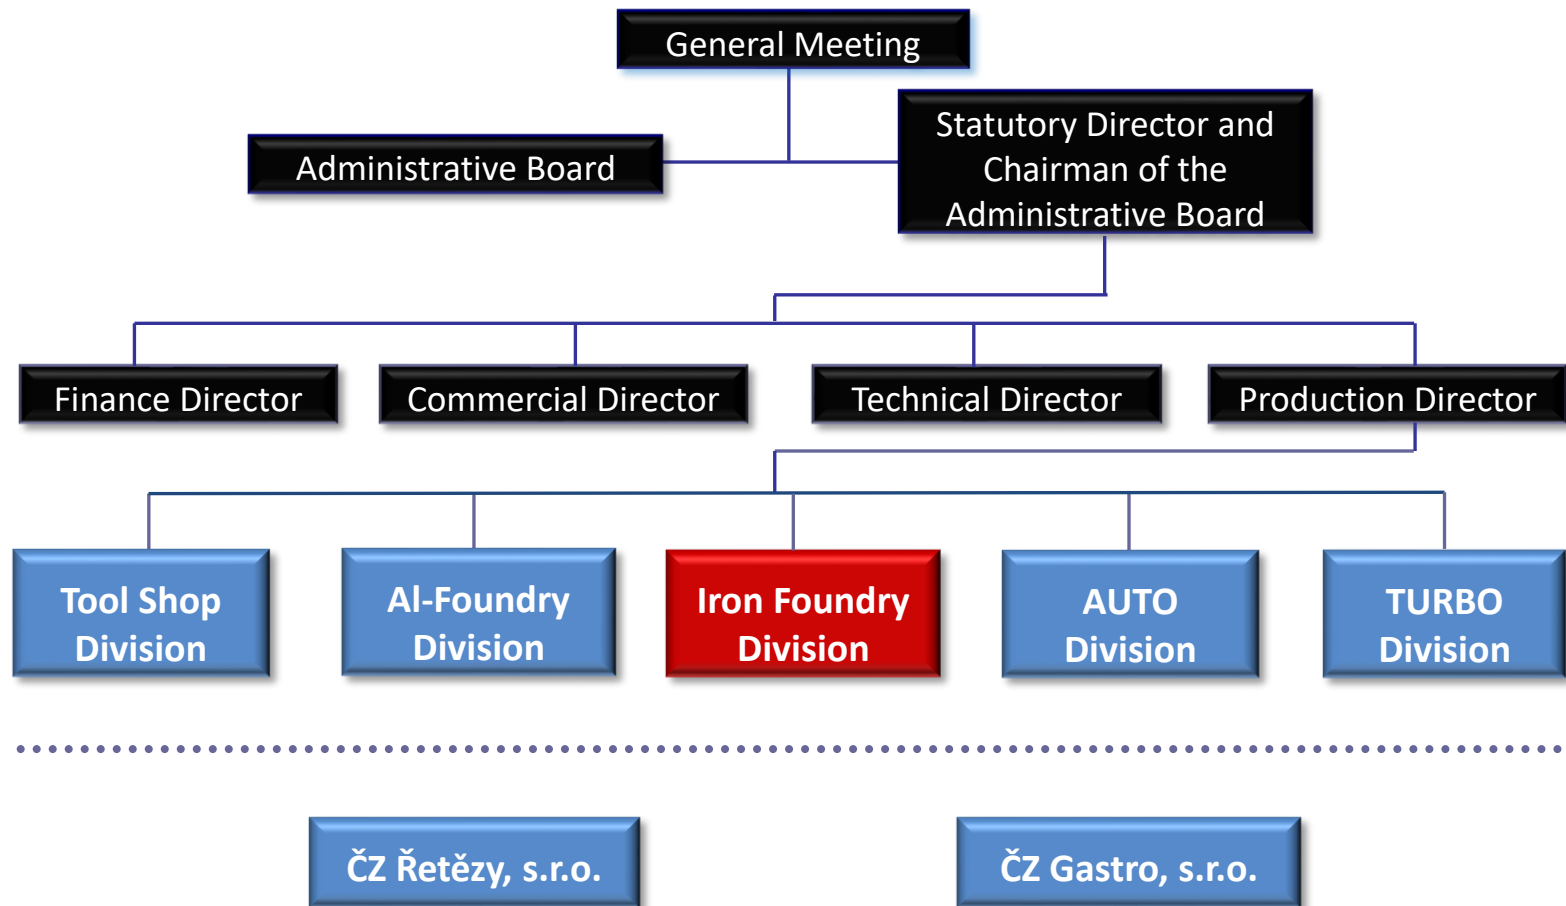 General Meeting
Administrative Board
Statutory Director and
Chairman of the
Administrative Board
Finance Director
Commercial Director
Technical Director
Production Director
Tool Shop
Division
Al-Foundry
Division
Iron Foundry
Division
AUTO
Division
TURBO
Division
ČZ Řetězy, s.r.o.
ČZ Gastro, s.r.o.